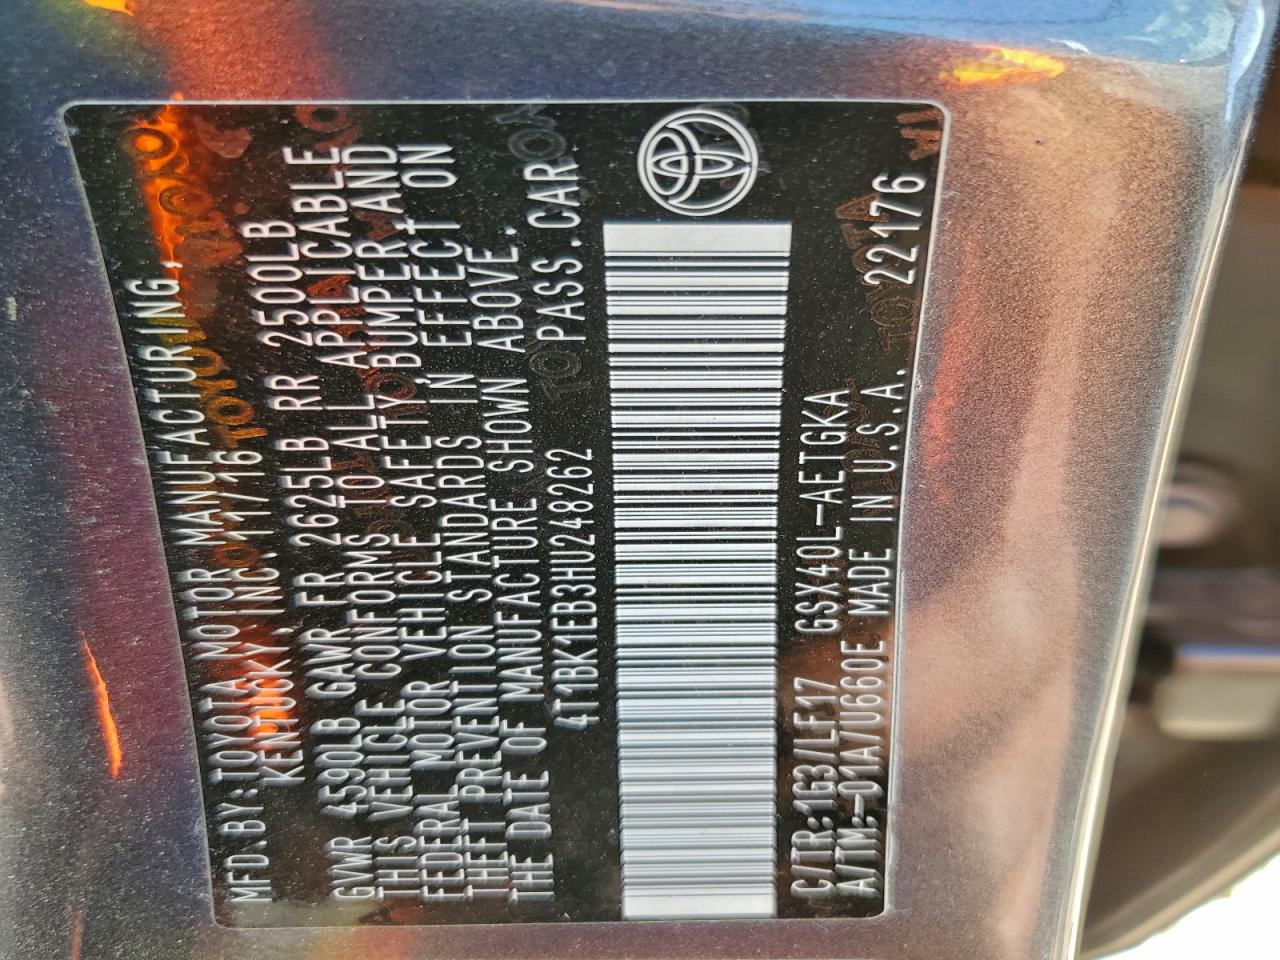 MFD.BY:TOYOTA MOTOR MANUFACTURING,
KENTUCKY,INC. 11/16
GVWR 4590LB GAWR FR 2625LB RR 2500LB
THIS VEHICLE CONFORMS TO ALL APPLICABLE
FEDERAL MOTOR VEHICLE SAFETY,BUMPER,AND
THEFT PREVENTION STANDARDS IN EFFECT ON
THE DATE OF MANUFACTURE SHOWN ABOVE.
4T1BK1EB3HU248262 PASS.CAR
C/TR:1G3/LF17 GSX40L-AETGKA
A/TM:-01A/U660E MADE IN U.S.A. 22176